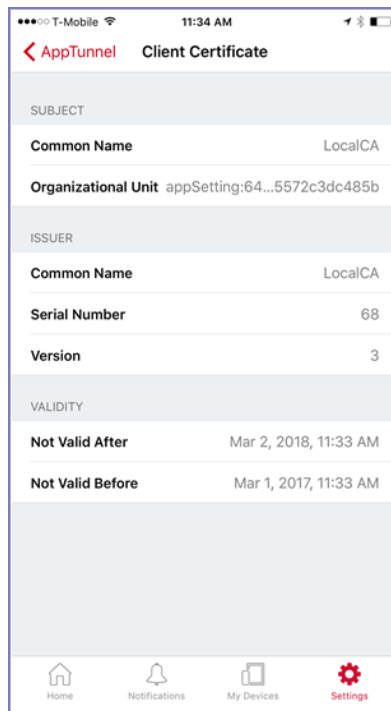 T-Mobile 11:34 AM
AppTunnel Client Certificate
SUBJECT
Common Name LocalCA
Organizational Unit appSetting:64...5572c3dc485b
ISSUER
Common Name LocalCA
Serial Number 68
Version 3
VALIDITY
Not Valid After Mar 2, 2018, 11:33 AM
Not Valid Before Mar 1, 2017, 11:33 AM
Home Notifications My Devices Settings